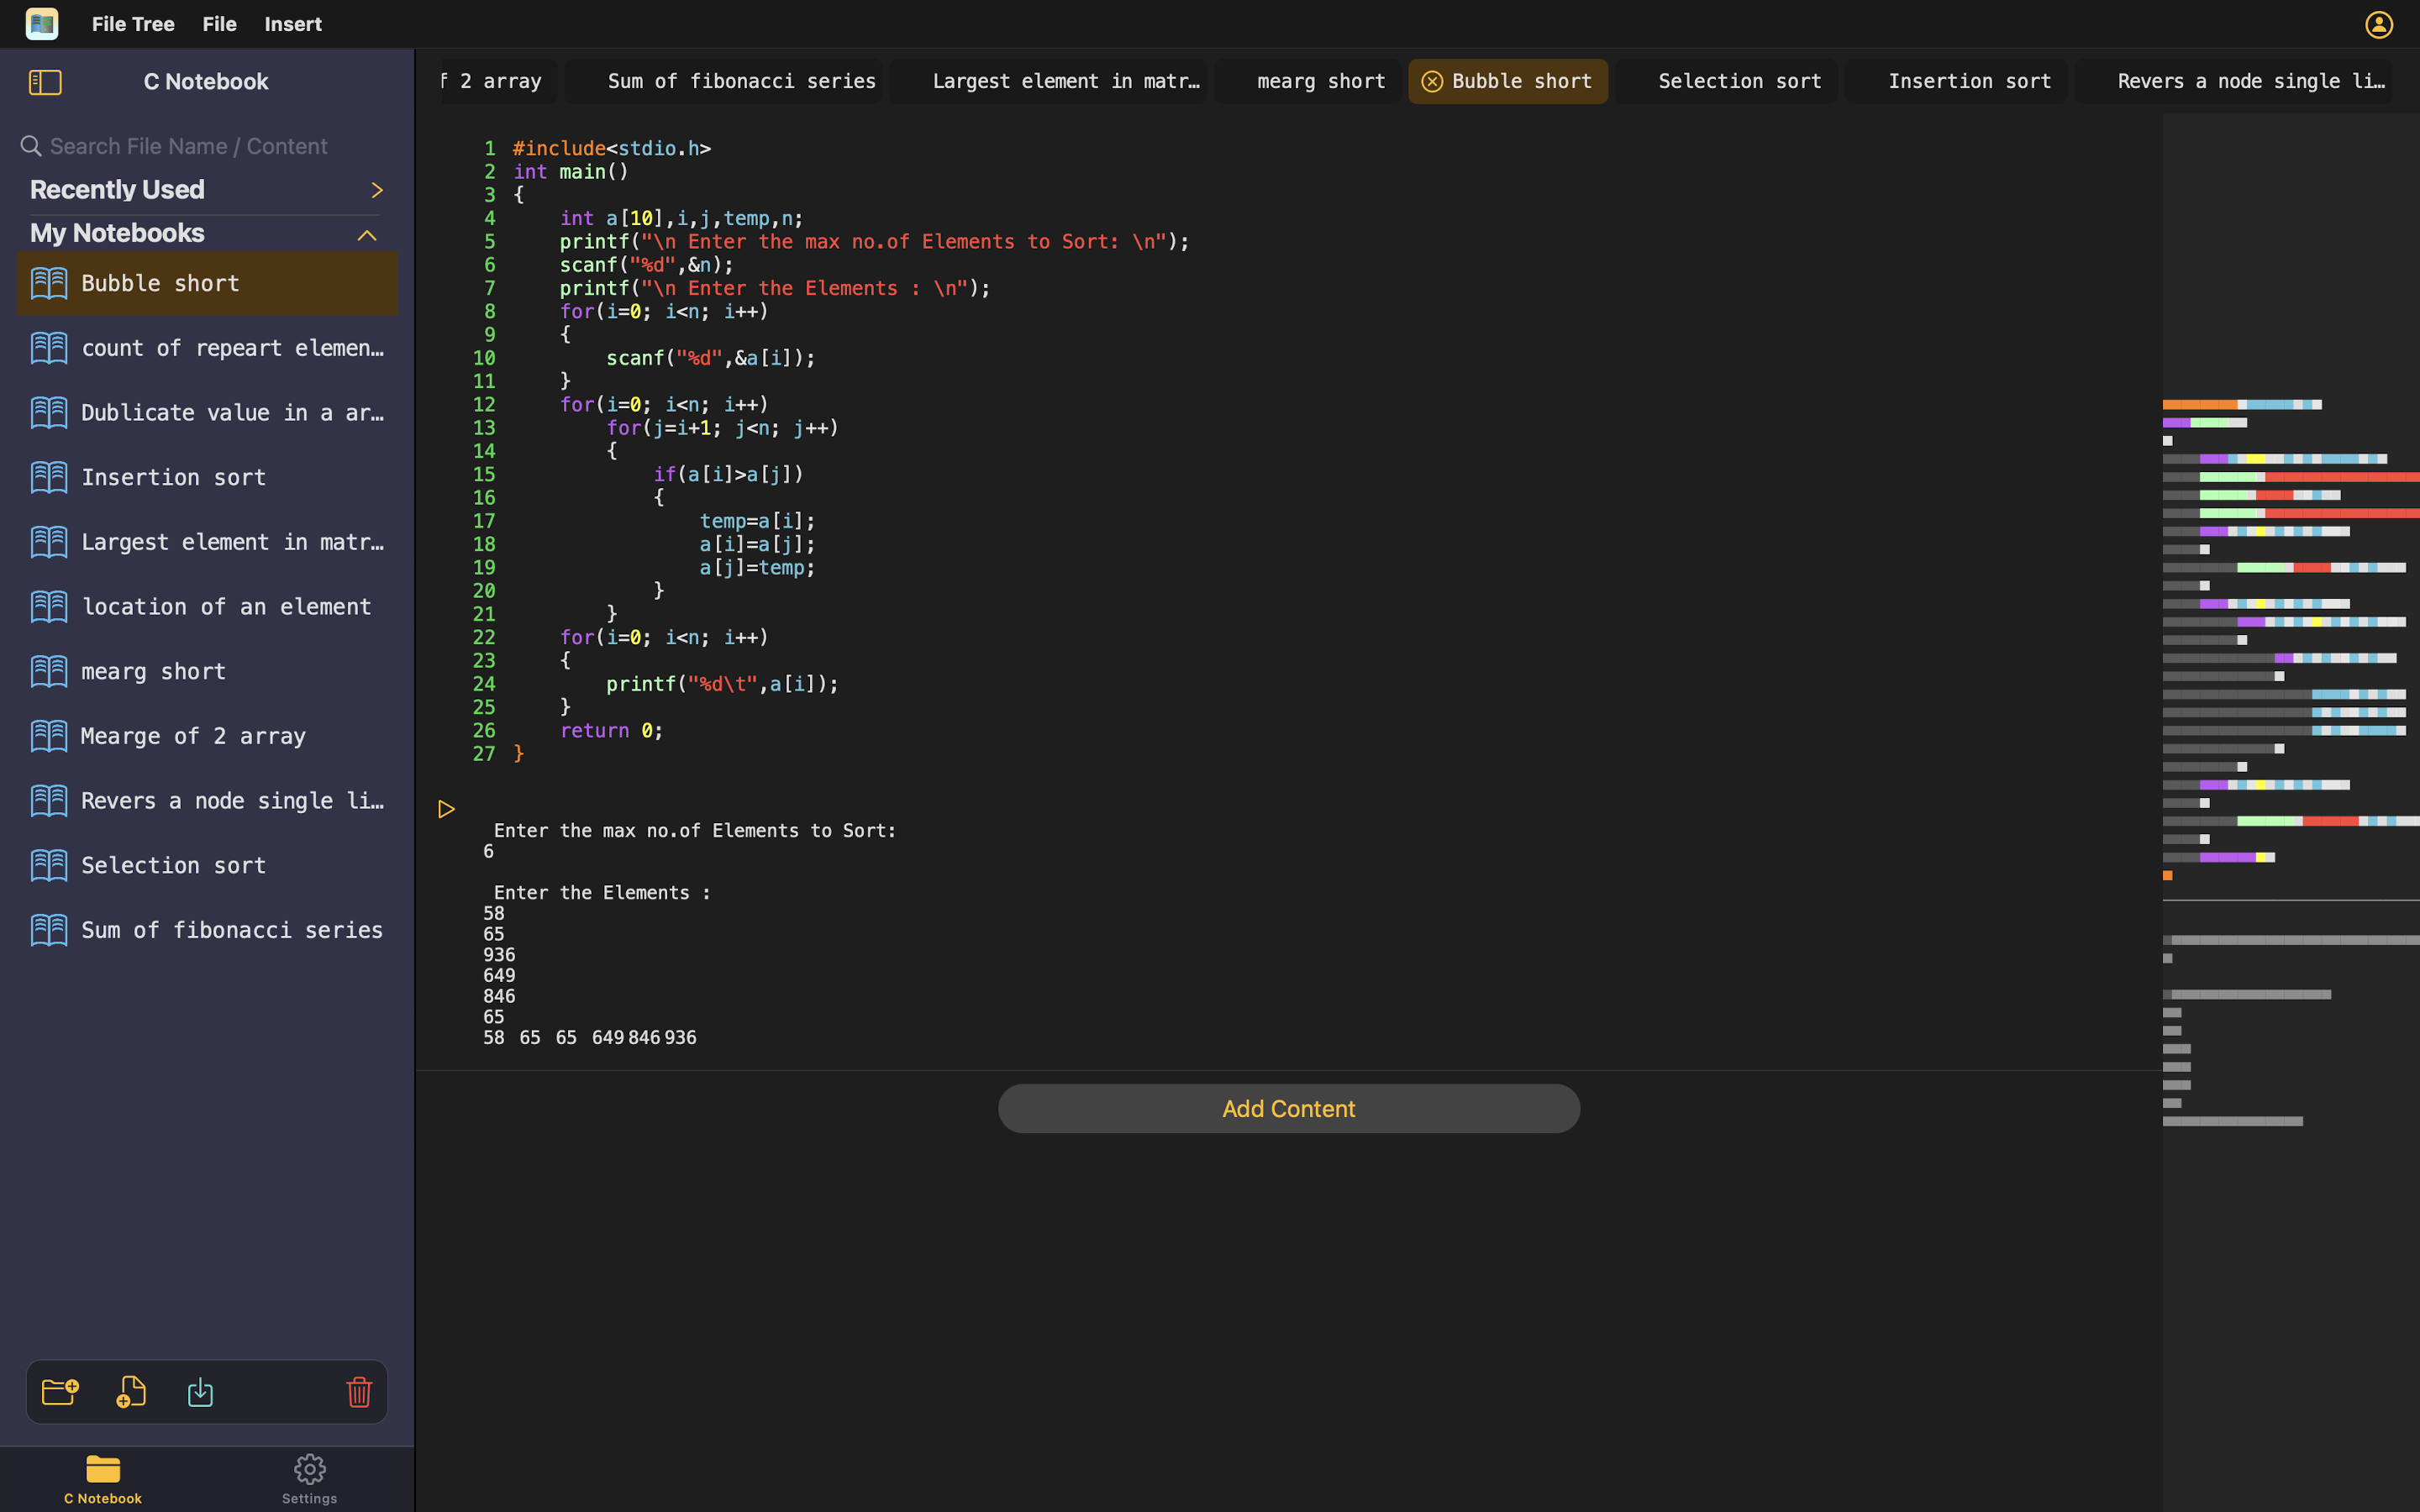 File Tree File Insert
C Notebook
Search File Name / Content
Recently Used
My Notebooks
Bubble short
count of repeart elemen…
Dublicate value in a ar…
Insertion sort
Largest element in matr…
location of an element
mearg short
Mearge of 2 array
Revers a node single li…
Selection sort
Sum of fibonacci series
C Notebook
Settings
f 2 array Sum of fibonacci series Largest element in matr… mearg short Bubble short Selection sort Insertion sort Revers a node single li…
1 #include<stdio.h>
2 int main()
3 {
4     int a[10],i,j,temp,n;
5     printf("\n Enter the max no.of Elements to Sort: \n");
6     scanf("%d",&n);
7     printf("\n Enter the Elements : \n");
8     for(i=0; i<n; i++)
9     {
10         scanf("%d",&a[i]);
11     }
12     for(i=0; i<n; i++)
13         for(j=i+1; j<n; j++)
14         {
15             if(a[i]>a[j])
16             {
17                 temp=a[i];
18                 a[i]=a[j];
19                 a[j]=temp;
20             }
21         }
22     for(i=0; i<n; i++)
23     {
24         printf("%d\t",a[i]);
25     }
26     return 0;
27 }
Enter the max no.of Elements to Sort:
6
Enter the Elements :
58
65
936
649
846
65
58 65 65 649 846 936
Add Content